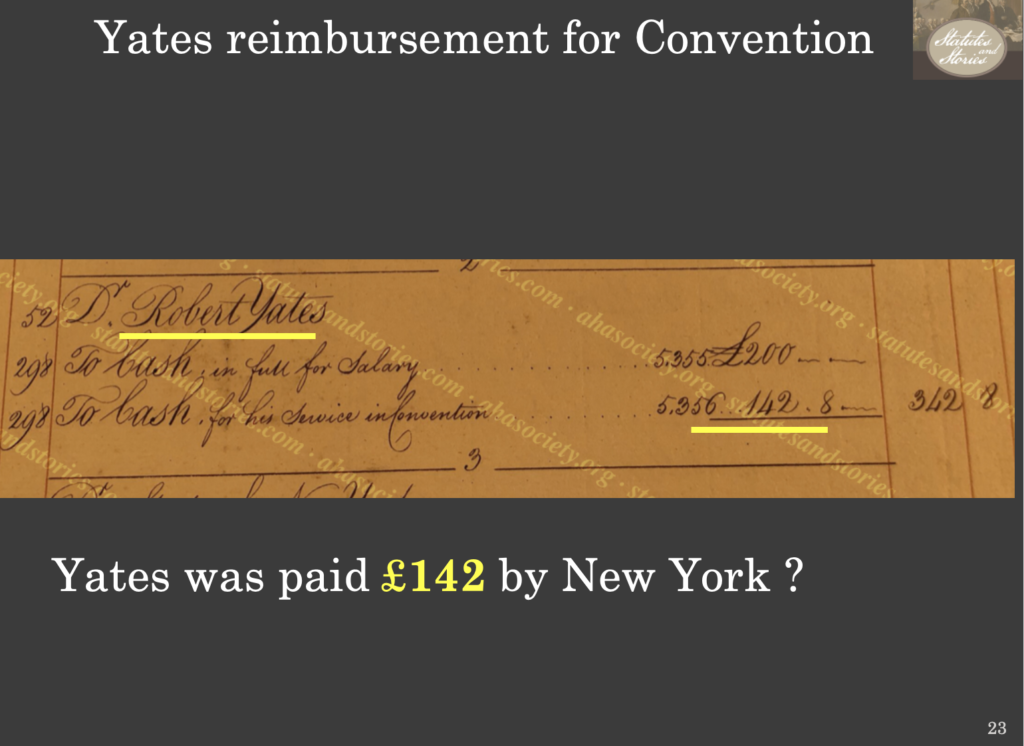 Yates reimbursement for Convention
Statutes
and
Stories
52 Dr. Robert Yates
298 To Cash, in full for Salary 5.355 £200
298 To Cash, for his Service in Convention 5.356 142.8 342 8
3
Yates was paid £142 by New York ?
23